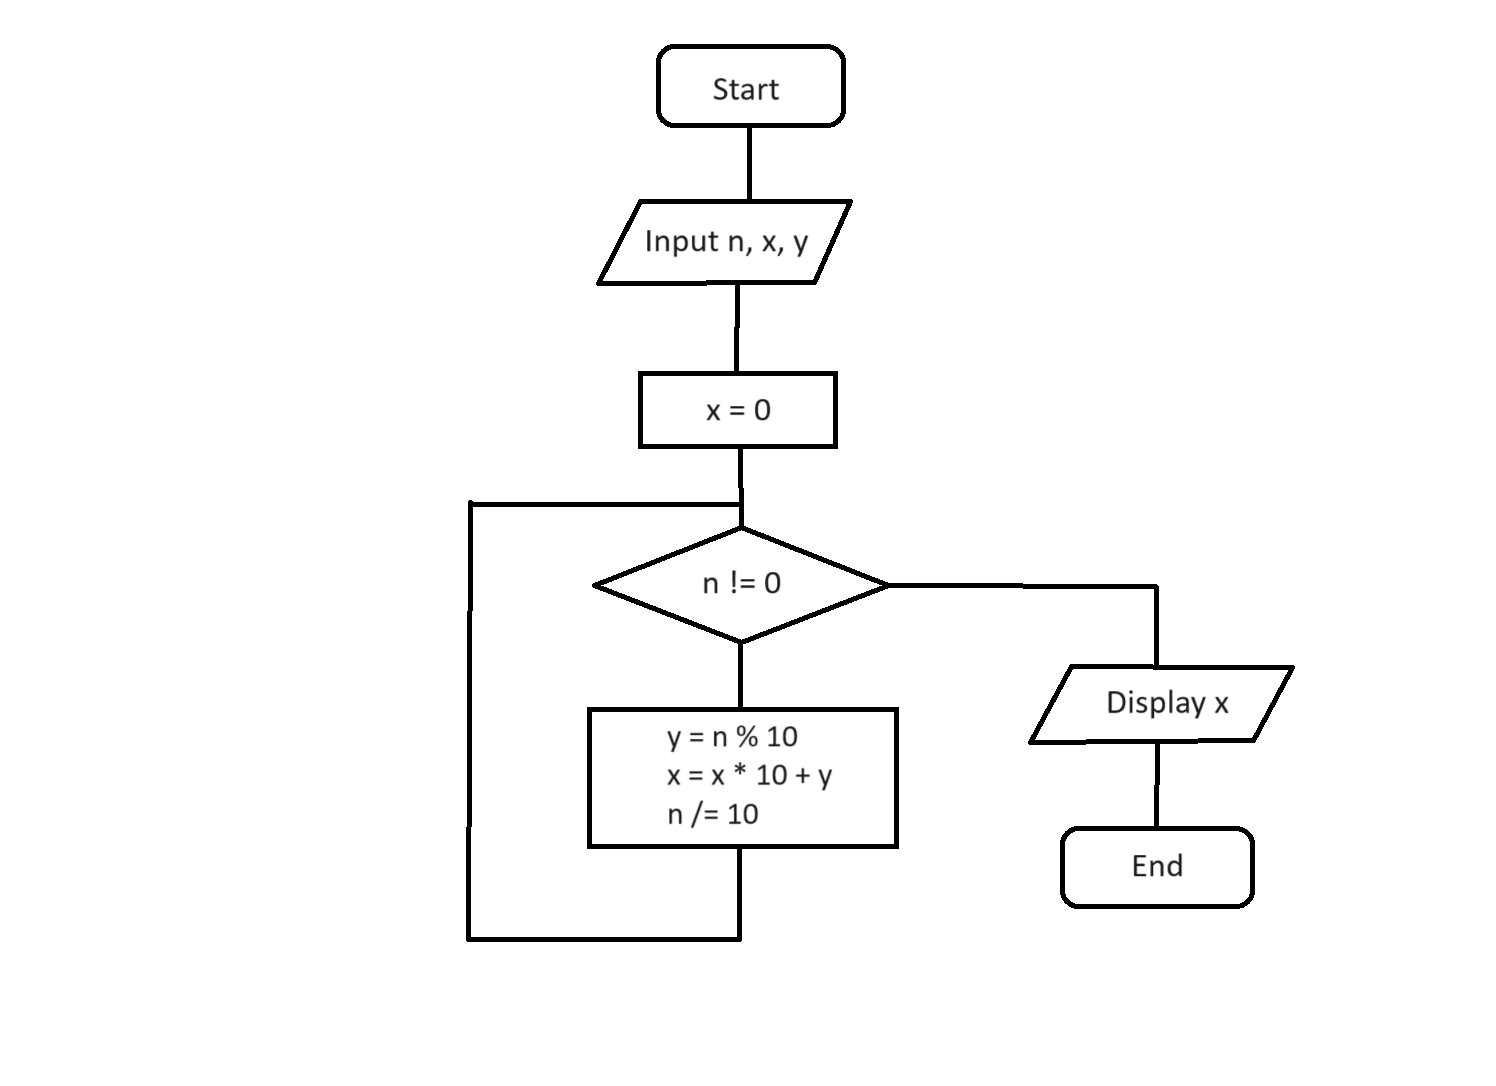 Start
Input n, x, y
x = 0
n != 0
y = n % 10
x = x * 10 + y
n /= 10
Display x
End